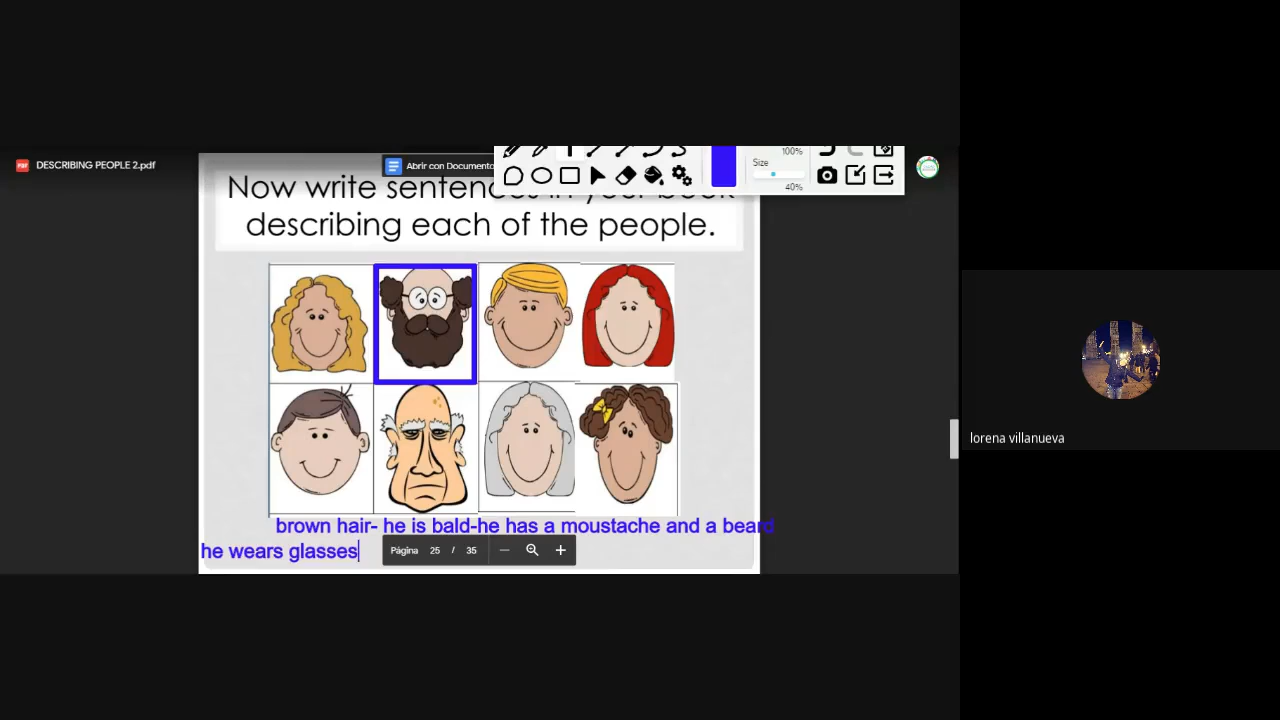 DESCRIBING PEOPLE 2.pdf
Abrir con Documento
100%
Size
40%
Now write sentences in your book
describing each of the people.
brown hair- he is bald-he has a moustache and a beard
he wears glasses
Página 25 / 35
lorena villanueva